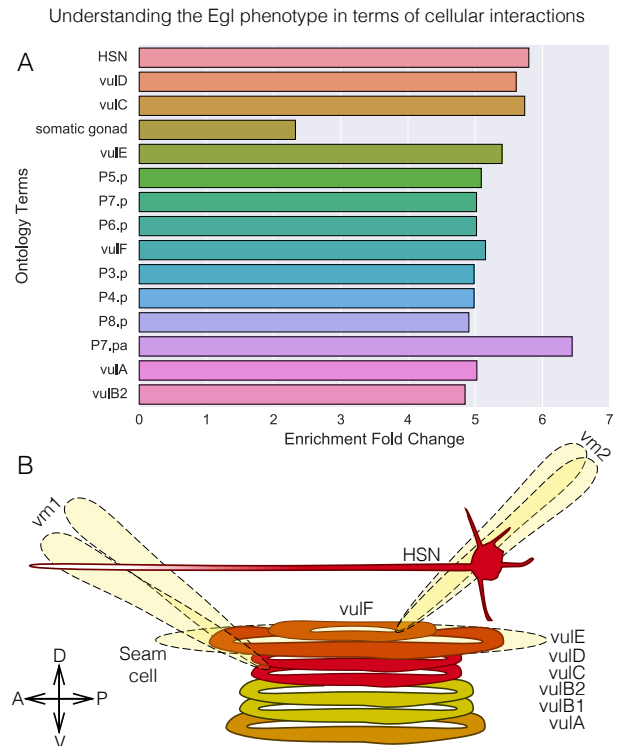 Understanding the Egl phenotype in terms of cellular interactions
A
Ontology Terms
HSN
vulD
vulC
somatic gonad
vulE
P5.p
P7.p
P6.p
vulF
P3.p
P4.p
P8.p
P7.pa
vulA
vulB2
0 1 2 3 4 5 6 7
Enrichment Fold Change
B
vm1
vm2
HSN
vulF
Seam
cell
vulE
vulD
vulC
vulB2
vulB1
vulA
D
A P
V